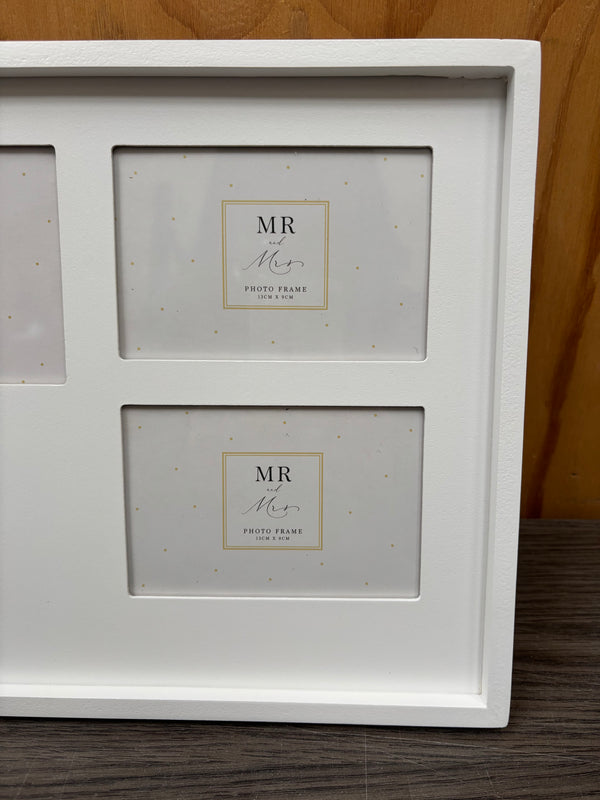 MR
and
Mrs
PHOTO FRAME
13CM X 9CM
MR
and
Mrs
PHOTO FRAME
13CM X 9CM